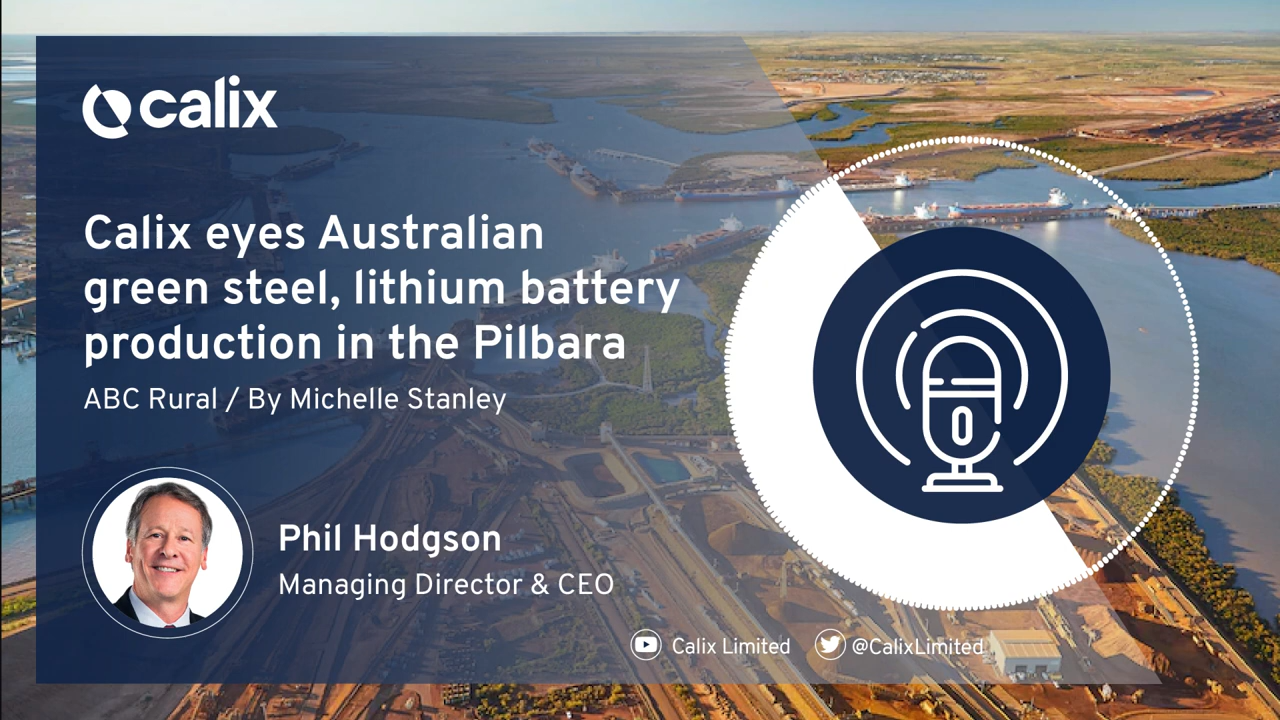 calix
Calix eyes Australian
green steel, lithium battery
production in the Pilbara
ABC Rural / By Michelle Stanley
Phil Hodgson
Managing Director & CEO
Calix Limited
@CalixLimited